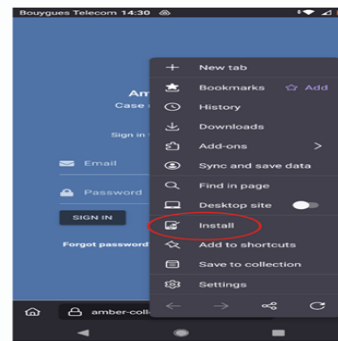 Bouygues Telecom 14:30
New tab
Am
Bookmarks Add
Case
History
Downloads
Sign in
Add-ons
Email
Sync and save data
Find in page
Password
Desktop site
SIGN IN
Install
Forgot password
Add to shortcuts
Save to collection
Settings
amber-coll